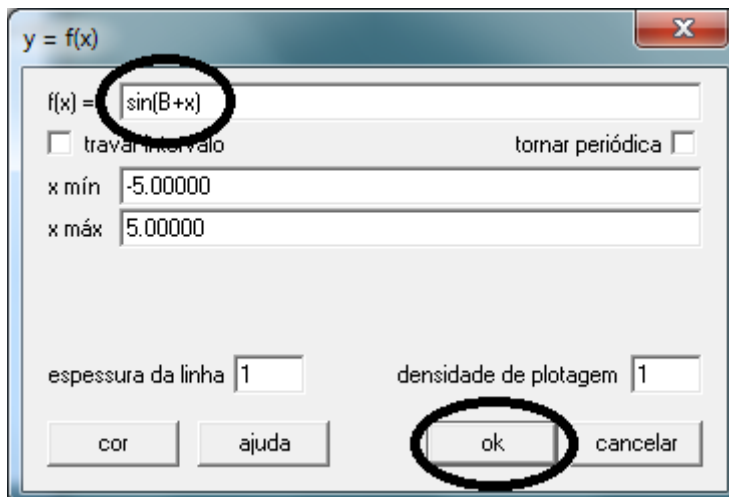 y = f(x)
f(x) = sin(B+x)
travar intervalo tornar periódica
x mín -5.00000
x máx 5.00000
espessura da linha 1 densidade de plotagem 1
cor ajuda ok cancelar